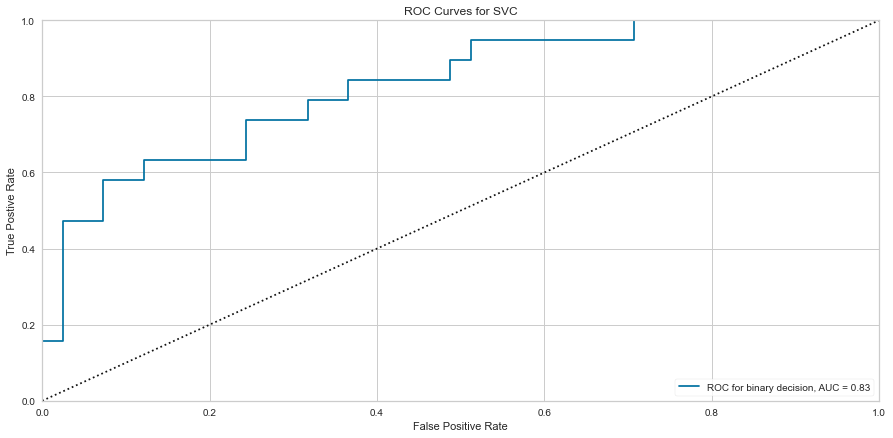 ROC Curves for SVC
1.0
0.8
0.6
0.4
0.2
0.0
True Postive Rate
ROC for binary decision, AUC = 0.83
0.0 0.2 0.4 0.6 0.8 1.0
False Positive Rate